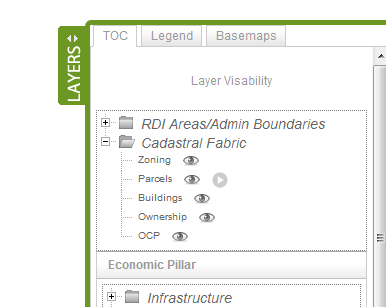 TOC Legend Basemaps
LAYERS
Layer Visability
RDI Areas/Admin Boundaries
Cadastral Fabric
Zoning
Parcels
Buildings
Ownership
OCP
Economic Pillar
Infrastructure